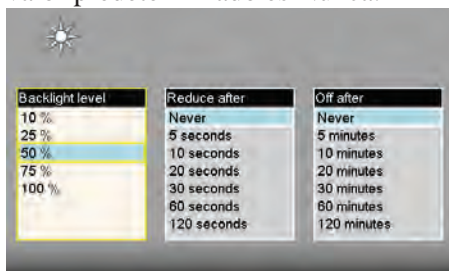 Backlight level
10 %
25 %
50 %
75 %
100 %
Reduce after
Never
5 seconds
10 seconds
20 seconds
30 seconds
60 seconds
120 seconds
Off after
Never
5 minutes
10 minutes
20 minutes
30 minutes
60 minutes
120 minutes